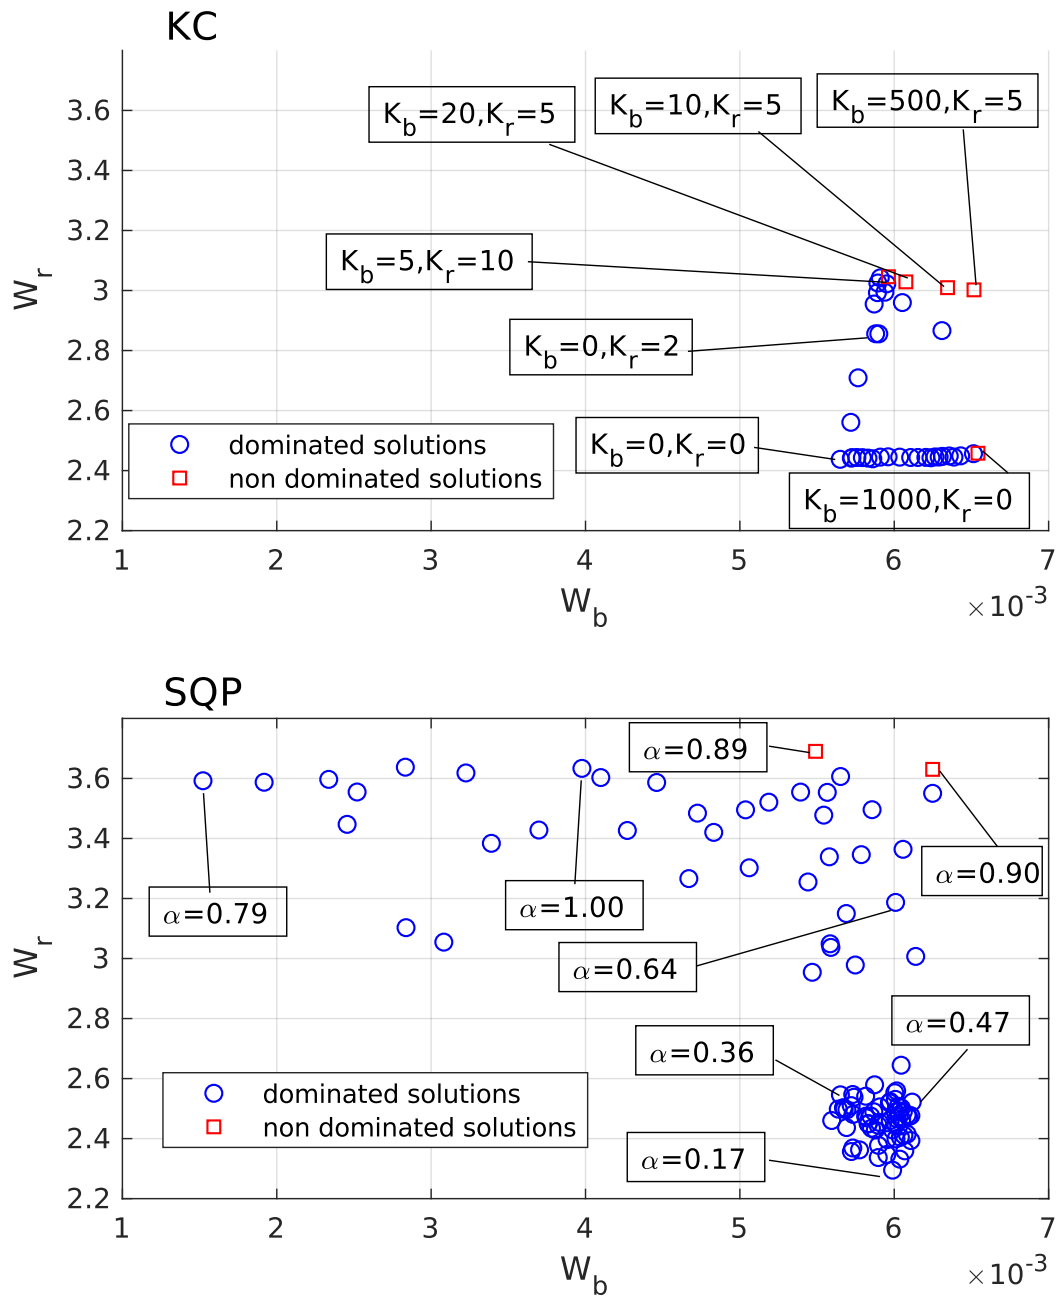 KC
K_b=20,K_r=5
K_b=10,K_r=5
K_b=500,K_r=5
K_b=5,K_r=10
K_b=0,K_r=2
K_b=0,K_r=0
K_b=1000,K_r=0
dominated solutions
non dominated solutions
3.6
3.4
3.2
3
2.8
2.6
2.4
2.2
W_r
1 2 3 4 5 6 7
W_b
×10^-3
SQP
α=0.89
α=0.90
α=0.79
α=1.00
α=0.64
α=0.47
α=0.36
α=0.17
dominated solutions
non dominated solutions
3.6
3.4
3.2
3
2.8
2.6
2.4
2.2
W_r
1 2 3 4 5 6 7
W_b
×10^-3